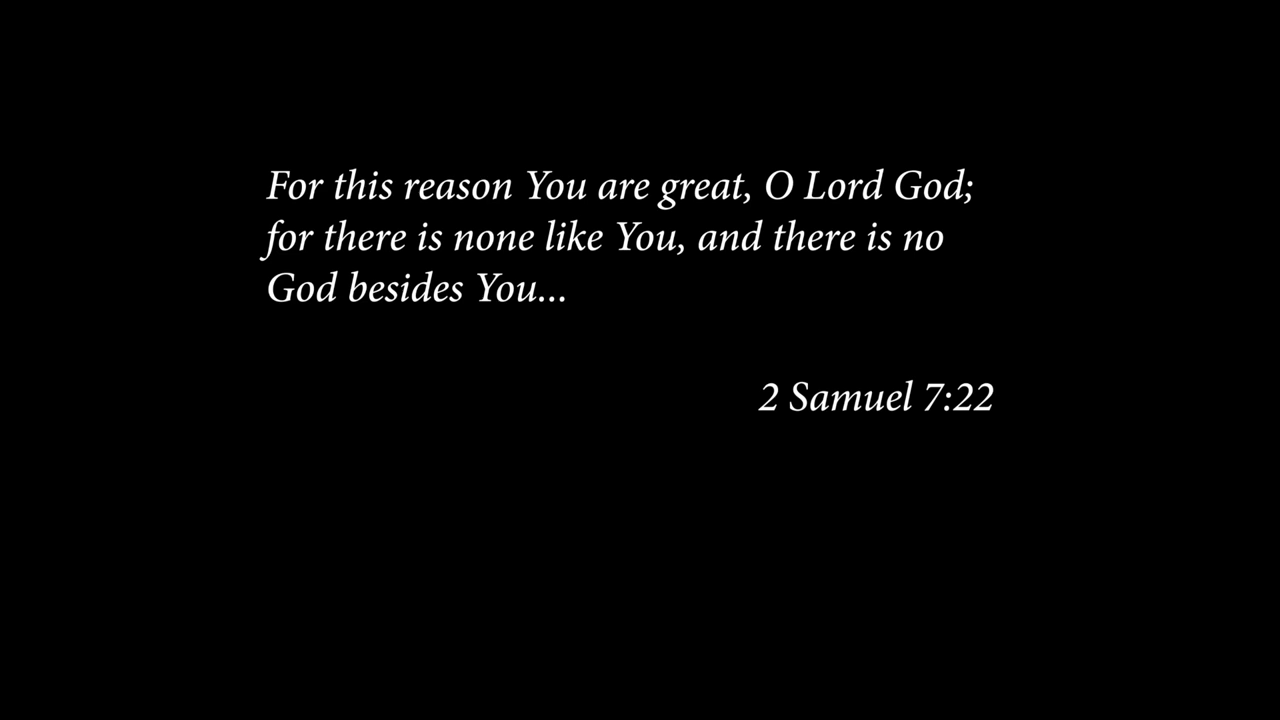 For this reason You are great, O Lord God;
for there is none like You, and there is no
God besides You...
2 Samuel 7:22